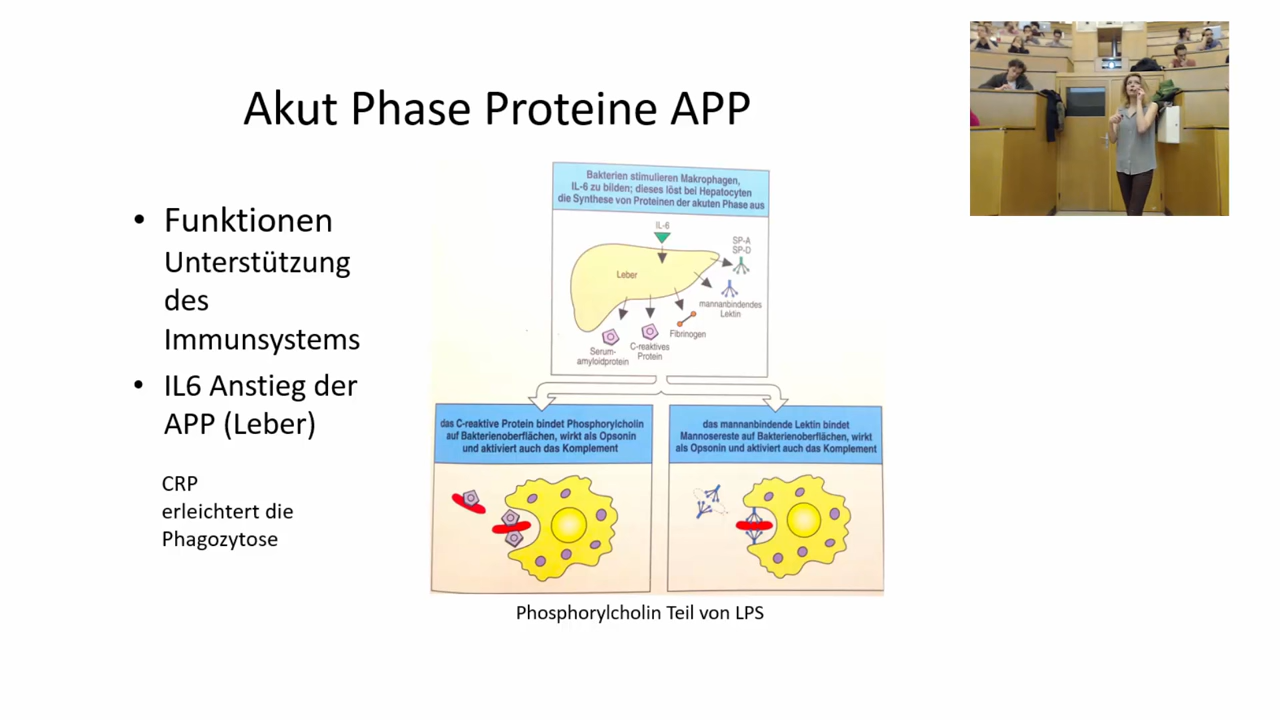 Akut Phase Proteine APP
• Funktionen
Unterstützung
des
Immunsystems
• IL6 Anstieg der
APP (Leber)
CRP
erleichtert die
Phagozytose
Bakterien stimulieren Makrophagen,
IL-6 zu bilden; dieses löst bei Hepatocyten
die Synthese von Proteinen der akuten Phase aus
IL-6
SP-A
SP-D
Leber
mannanbindendes
Lektin
Fibrinogen
C-reaktives
Protein
Serum-
amyloidprotein
das C-reaktive Protein bindet Phosphorylcholin
auf Bakterienoberflächen, wirkt als Opsonin
und aktiviert auch das Komplement
das mannanbindende Lektin bindet
Mannosereste auf Bakterienoberflächen, wirkt
als Opsonin und aktiviert auch das Komplement
Phosphorylcholin Teil von LPS